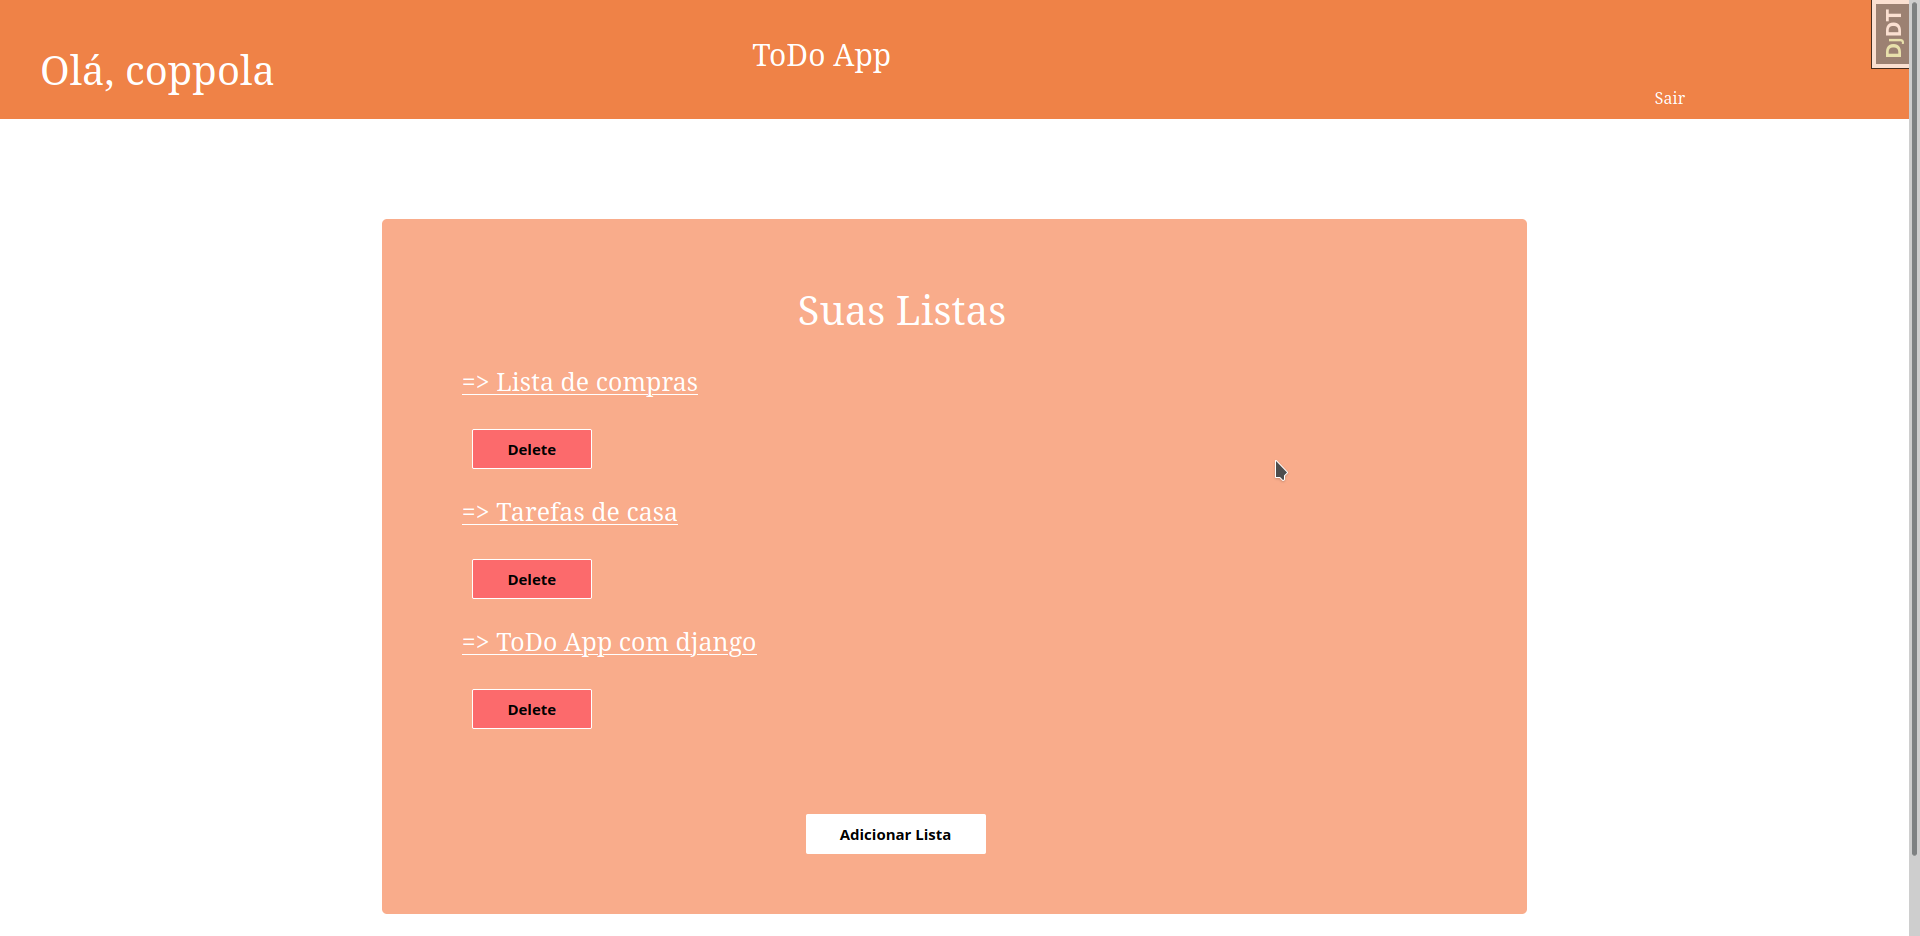 Olá, coppola
ToDo App
DjDT
Sair
Suas Listas
=> Lista de compras
Delete
=> Tarefas de casa
Delete
=> ToDo App com django
Delete
Adicionar Lista